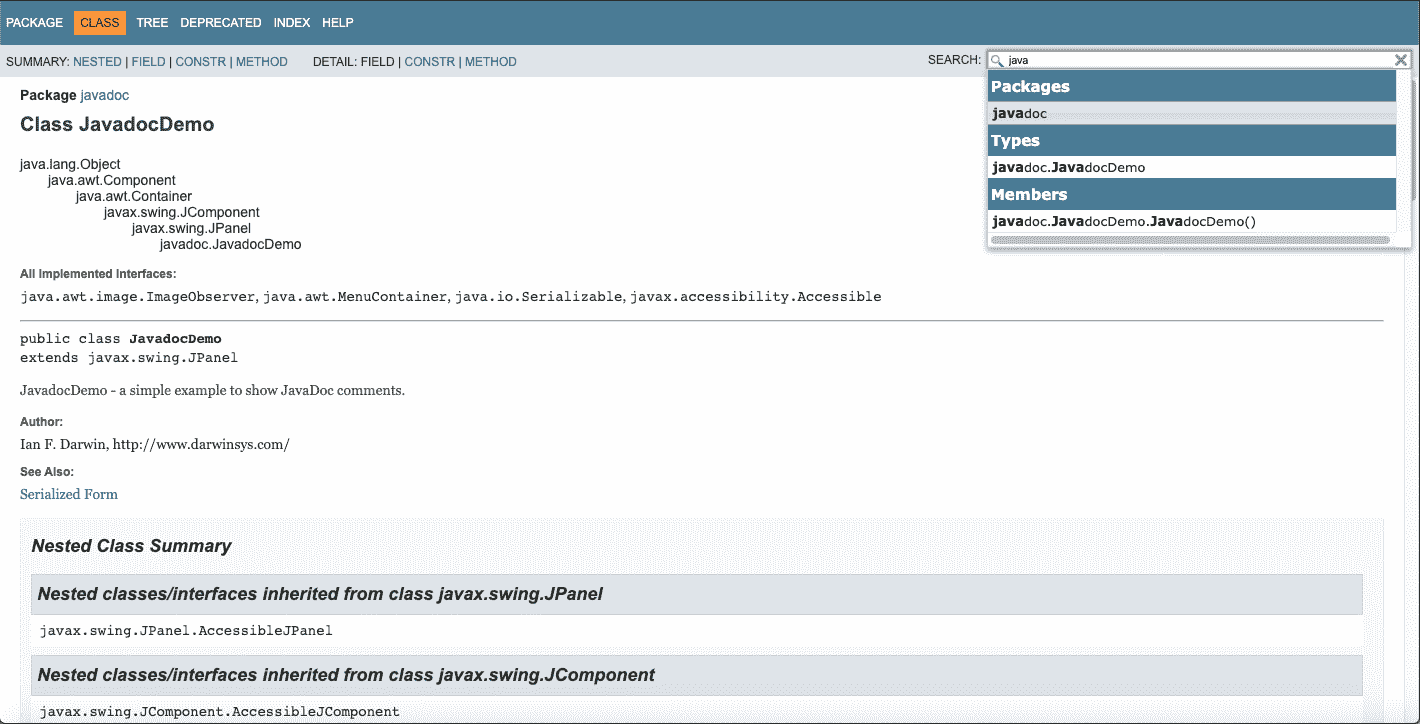 PACKAGE CLASS TREE DEPRECATED INDEX HELP
SUMMARY: NESTED | FIELD | CONSTR | METHOD DETAIL: FIELD | CONSTR | METHOD SEARCH: java
Packages
javadoc
Types
javadoc.JavadocDemo
Members
javadoc.JavadocDemo.JavadocDemo()
Package javadoc
Class JavadocDemo
java.lang.Object
java.awt.Component
java.awt.Container
javax.swing.JComponent
javax.swing.JPanel
javadoc.JavadocDemo
All Implemented Interfaces:
java.awt.image.ImageObserver, java.awt.MenuContainer, java.io.Serializable, javax.accessibility.Accessible
public class JavadocDemo
extends javax.swing.JPanel
JavadocDemo - a simple example to show JavaDoc comments.
Author:
Ian F. Darwin, http://www.darwinsys.com/
See Also:
Serialized Form
Nested Class Summary
Nested classes/interfaces inherited from class javax.swing.JPanel
javax.swing.JPanel.AccessibleJPanel
Nested classes/interfaces inherited from class javax.swing.JComponent
javax.swing.JComponent.AccessibleJComponent